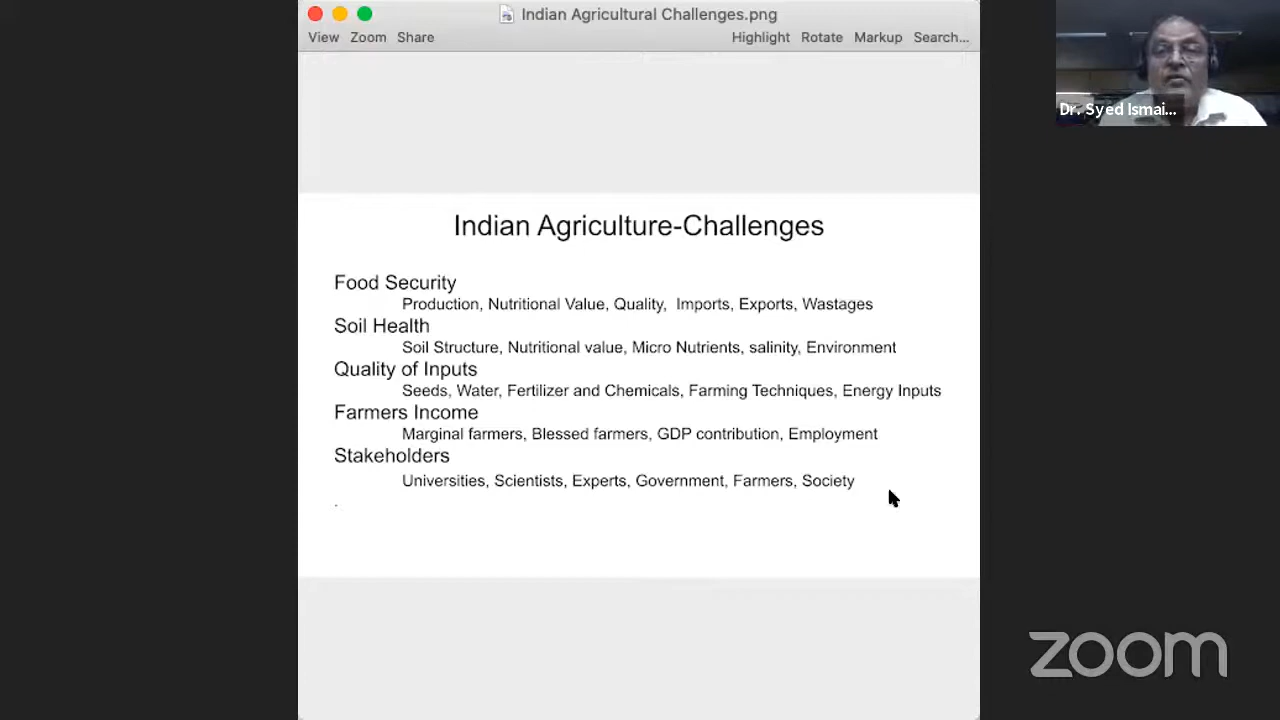 Indian Agricultural Challenges.png
View Zoom Share Highlight Rotate Markup Search...
Dr. Syed Ismai...
Indian Agriculture-Challenges
Food Security
Production, Nutritional Value, Quality, Imports, Exports, Wastages
Soil Health
Soil Structure, Nutritional value, Micro Nutrients, salinity, Environment
Quality of Inputs
Seeds, Water, Fertilizer and Chemicals, Farming Techniques, Energy Inputs
Farmers Income
Marginal farmers, Blessed farmers, GDP contribution, Employment
Stakeholders
Universities, Scientists, Experts, Government, Farmers, Society
.
zoom